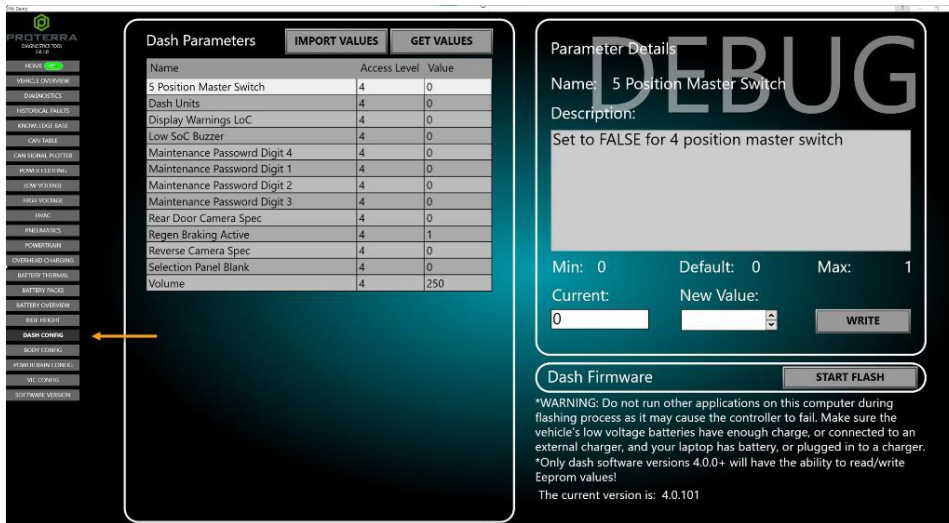 PROTERRA
DIAGNOSTICS TOOL
HOME
VEHICLE OVERVIEW
DIAGNOSTICS
HISTORICAL FAULTS
KNOWLEDGE BASE
CAN TABLE
CAN SIGNAL PLOTTER
LOW VOLTAGE
HIGH VOLTAGE
HVAC
PNEUMATICS
POWERTRAIN
OVERHEAD CHARGING
BATTERY THERMAL
BATTERY PACKS
BATTERY OVERVIEW
RIDE HEIGHT
DASH CONFIG
BODY CONFIG
POWERTRAIN CONFIG
VIC CONFIG
SOFTWARE VERSION
Dash Parameters IMPORT VALUES GET VALUES
Name Access Level Value
5 Position Master Switch 4 0
Dash Units 4 0
Display Warnings LoC 4 0
Low SoC Buzzer 4 0
Maintenance Passowrd Digit 4 4 0
Maintenance Password Digit 1 4 0
Maintenance Password Digit 2 4 0
Maintenance Password Digit 3 4 0
Rear Door Camera Spec 4 0
Regen Braking Active 4 1
Reverse Camera Spec 4 0
Selection Panel Blank 4 0
Volume 4 250
DEBUG
Parameter Details
Name: 5 Position Master Switch
Description:
Set to FALSE for 4 position master switch
Min: 0 Default: 0 Max: 1
Current: New Value:
0 WRITE
Dash Firmware START FLASH
*WARNING: Do not run other applications on this computer during
flashing process as it may cause the controller to fail. Make sure the
vehicle's low voltage batteries have enough charge, or connected to an
external charger, and your laptop has battery, or plugged in to a charger.
*Only dash software versions 4.0.0+ will have the ability to read/write
Eeprom values!
The current version is: 4.0.101